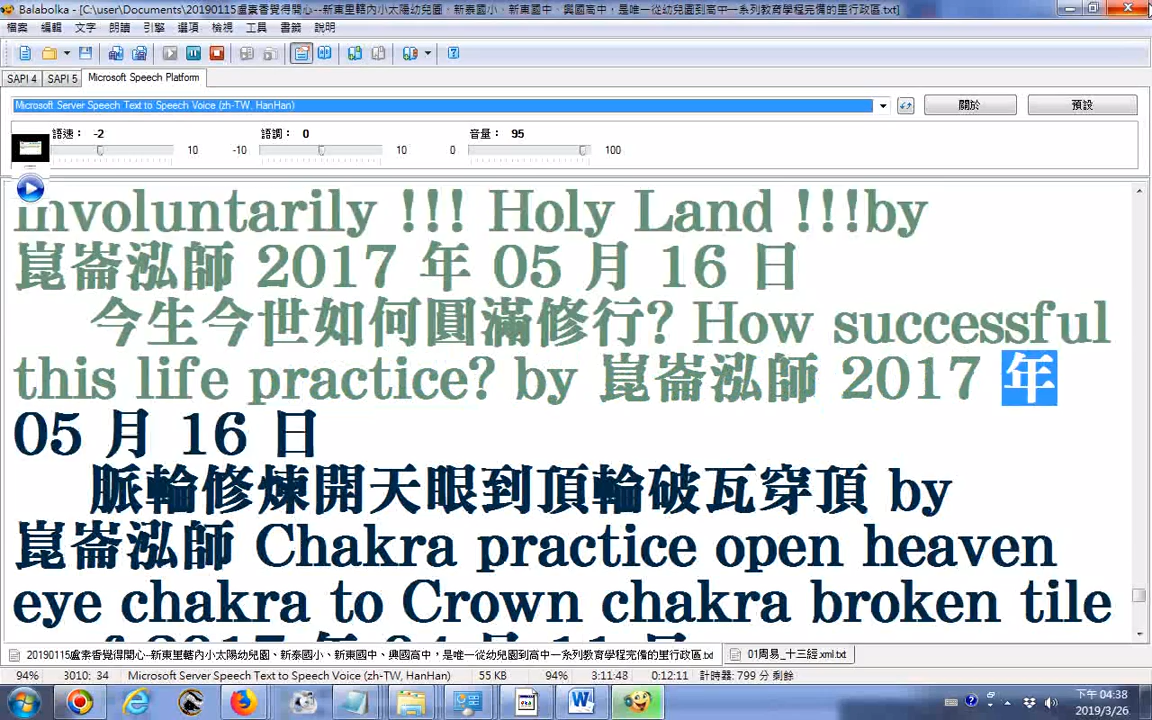 Balabolka - [C:\user\Documents\20190115盧素香覺得開心--新東里轄內小太陽幼兒園、新泰國小、新東國中、興國高中，是唯一從幼兒園到高中一系列教育學程完備的里行政區.txt]
檔案 編輯 文字 朗讀 引擎 選項 檢視 工具 書籤 說明
SAPI 4 SAPI 5 Microsoft Speech Platform
Microsoft Server Speech Text to Speech Voice (zh-TW, HanHan)
關於 預設
語速： -2 語調： 0 音量： 95
10 -10 10 0 100
involuntarily !!! Holy Land !!!by
崑崙泓師 2017 年 05 月 16 日
今生今世如何圓滿修行? How successful
this life practice? by 崑崙泓師 2017 年
05 月 16 日
脈輪修煉開天眼到頂輪破瓦穿頂 by
崑崙泓師 Chakra practice open heaven
eye chakra to Crown chakra broken tile
2017 年 04 月 11 日
20190115盧素香覺得開心--新東里轄內小太陽幼兒園、新泰國小、新東國中、興國高中，是唯一從幼兒園到高中一系列教育學程完備的里行政區.txt 01周易_十三經.xml.txt
94% 3010: 34 Microsoft Server Speech Text to Speech Voice (zh-TW, HanHan) 55 KB 94% 3:11:48 0:12:11 計時器: 799 分 剩餘
下午 04:38
2019/3/26